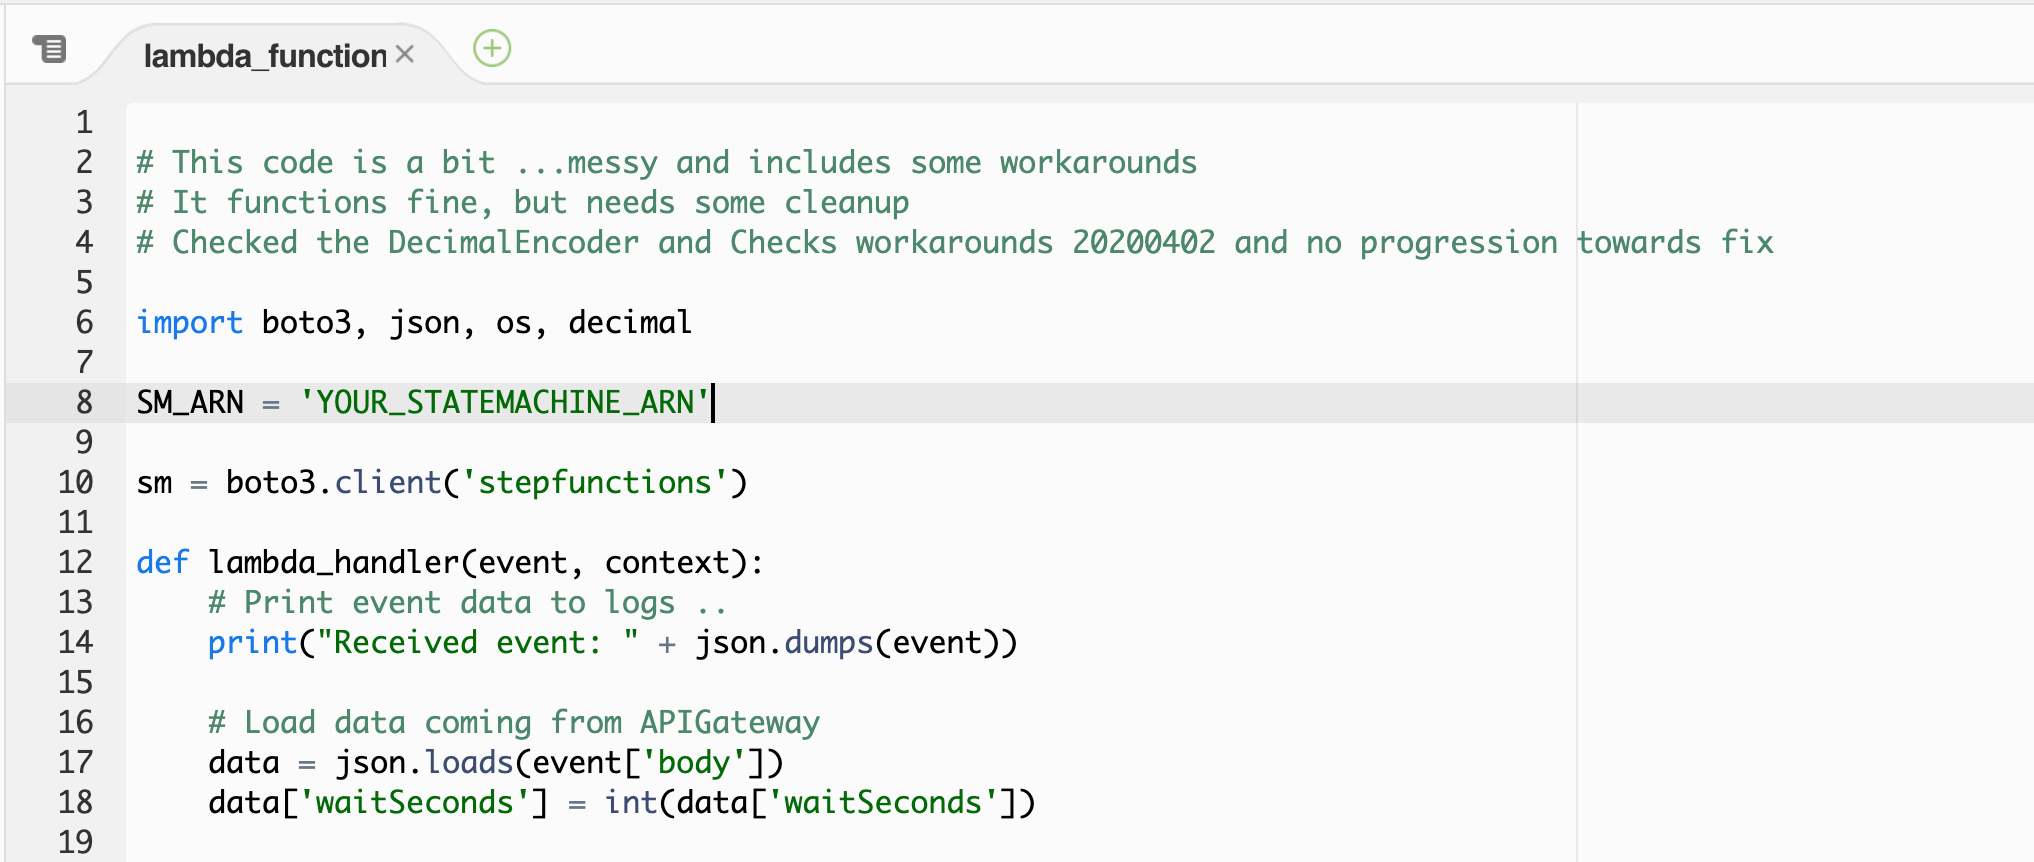 lambda_function ×
1
2 # This code is a bit ...messy and includes some workarounds
3 # It functions fine, but needs some cleanup
4 # Checked the DecimalEncoder and Checks workarounds 20200402 and no progression towards fix
5
6 import boto3, json, os, decimal
7
8 SM_ARN = 'YOUR_STATEMACHINE_ARN'
9
10 sm = boto3.client('stepfunctions')
11
12 def lambda_handler(event, context):
13     # Print event data to logs ..
14     print("Received event: " + json.dumps(event))
15
16     # Load data coming from APIGateway
17     data = json.loads(event['body'])
18     data['waitSeconds'] = int(data['waitSeconds'])
19